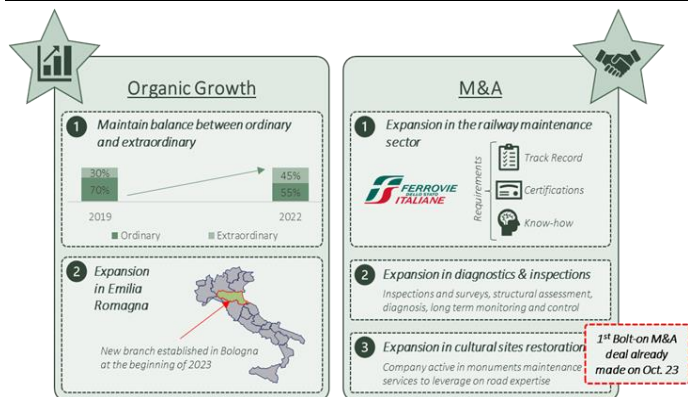 Organic Growth
1
Maintain balance between ordinary
and extraordinary
30%
70%
45%
55%
2019
2022
Ordinary
Extraordinary
2
Expansion
in Emilia
Romagna
New branch established in Bologna
at the beginning of 2023
M&A
1
Expansion in the railway maintenance
sector
FERROVIE
DELLO STATO
ITALIANE
Requirements
Track Record
Certifications
Know-how
2
Expansion in diagnostics & inspections
Inspections and surveys, structural assessment,
diagnosis, long term monitoring and control
3
Expansion in cultural sites restoration
Company active in monuments maintenance
services to leverage on road expertise
1st Bolt-on M&A
deal already
made on Oct. 23